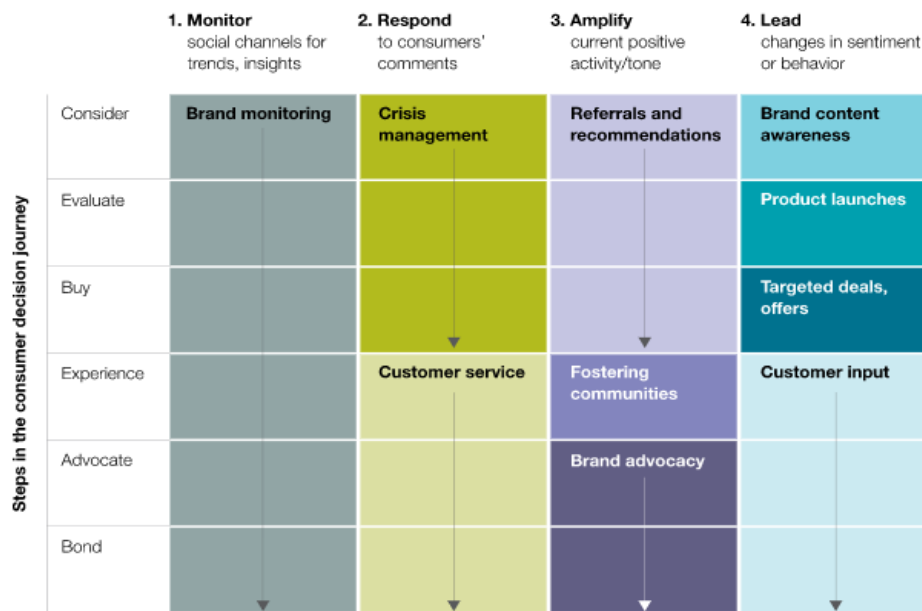 1. Monitor
social channels for
trends, insights
2. Respond
to consumers'
comments
3. Amplify
current positive
activity/tone
4. Lead
changes in sentiment
or behavior
Steps in the consumer decision journey
Consider
Brand monitoring
Crisis
management
Referrals and
recommendations
Brand content
awareness
Evaluate
Product launches
Buy
Targeted deals,
offers
Experience
Customer service
Fostering
communities
Customer input
Advocate
Brand advocacy
Bond